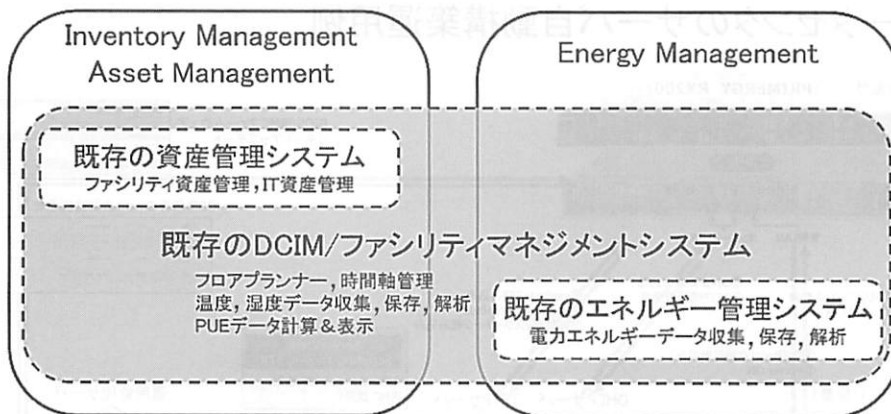 Inventory Management
Asset Management
Energy Management
既存の資産管理システム
ファシリティ資産管理,IT資産管理
既存のDCIM/ファシリティマネジメントシステム
フロアプランナー,時間軸管理
温度,湿度データ収集,保存,解析
PUEデータ計算&表示
既存のエネルギー管理システム
電力エネルギーデータ収集,保存,解析